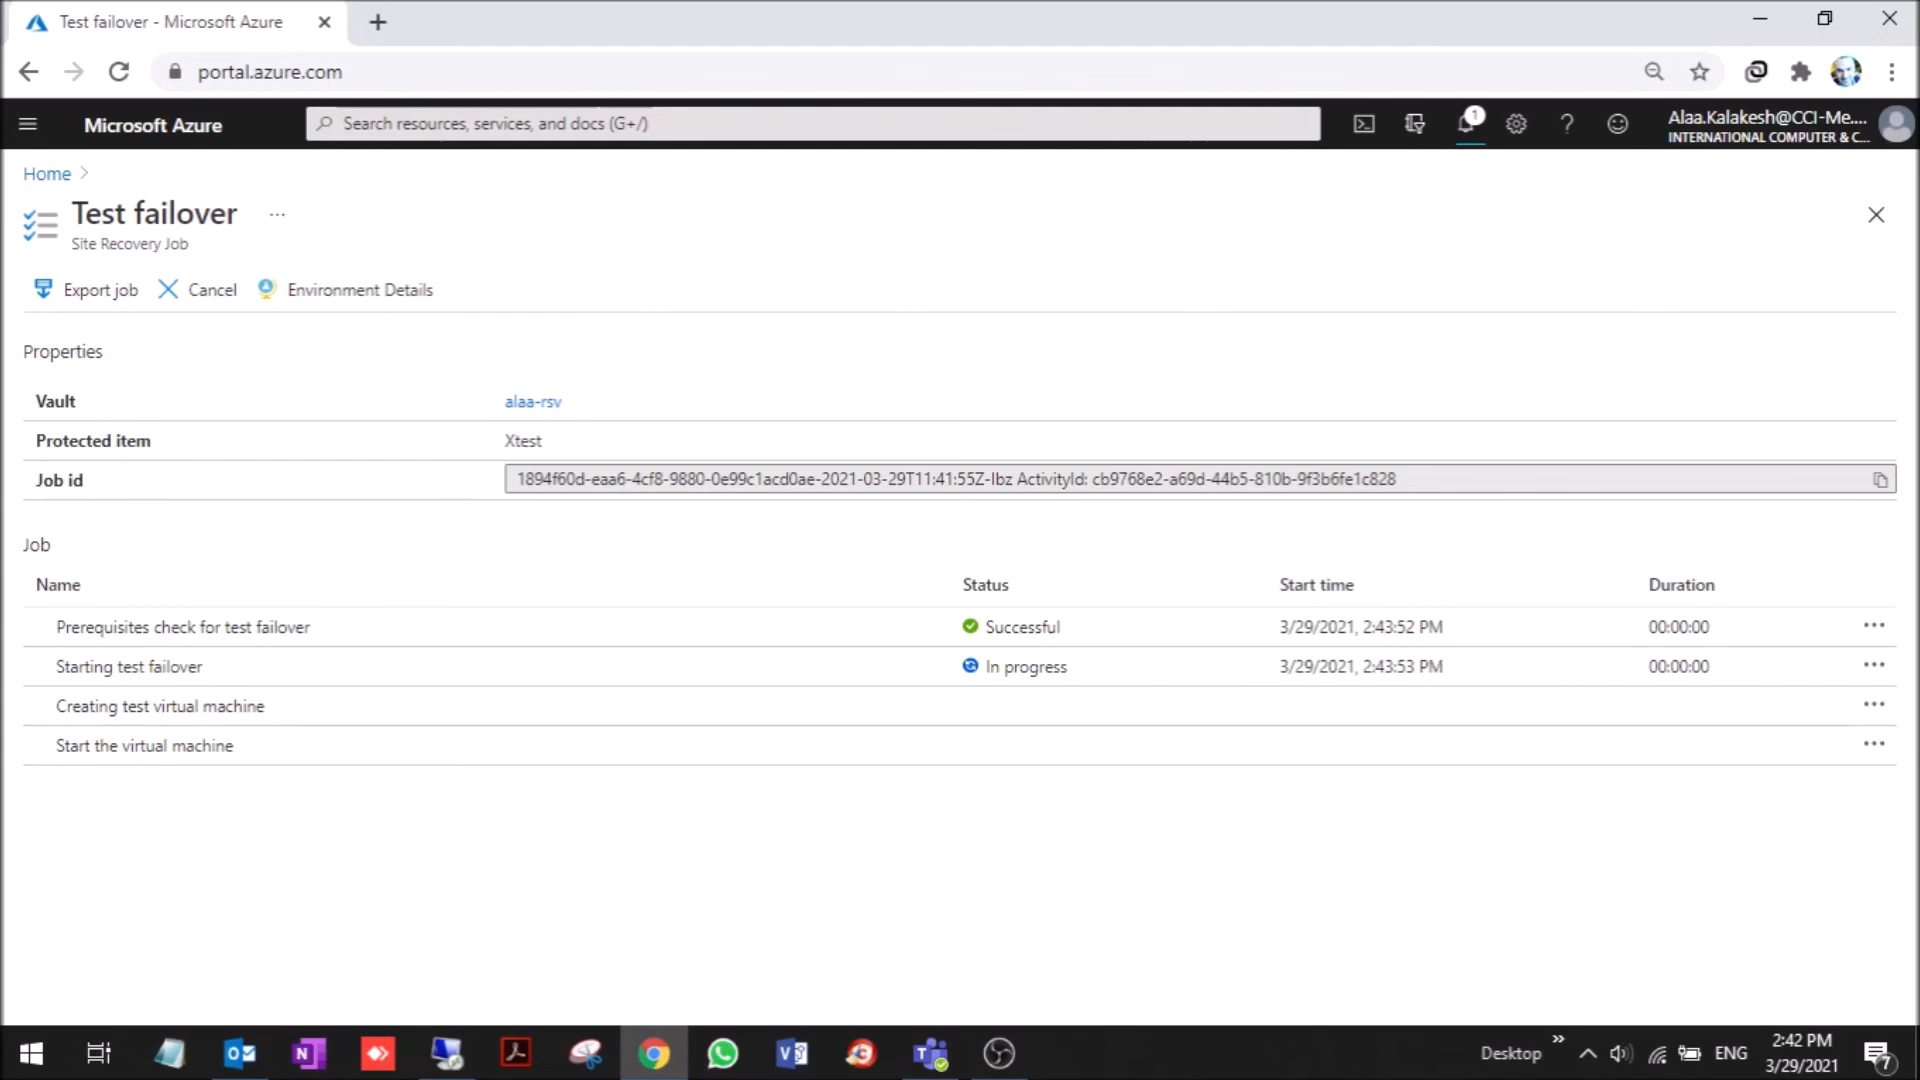 Test failover - Microsoft Azure
portal.azure.com
Microsoft Azure
Search resources, services, and docs (G+/)
1
Alaa.Kalakesh@CCI-Me....
INTERNATIONAL COMPUTER & C...
Home
Test failover ...
Site Recovery Job
Export job Cancel Environment Details
Properties
Vault alaa-rsv
Protected item Xtest
Job id 1894f60d-eaa6-4cf8-9880-0e99c1acd0ae-2021-03-29T11:41:55Z-Ibz ActivityId: cb9768e2-a69d-44b5-810b-9f3b6fe1c828
Job
Name Status Start time Duration
Prerequisites check for test failover Successful 3/29/2021, 2:43:52 PM 00:00:00
Starting test failover In progress 3/29/2021, 2:43:53 PM 00:00:00
Creating test virtual machine
Start the virtual machine
Desktop
ENG
2:42 PM
3/29/2021
7